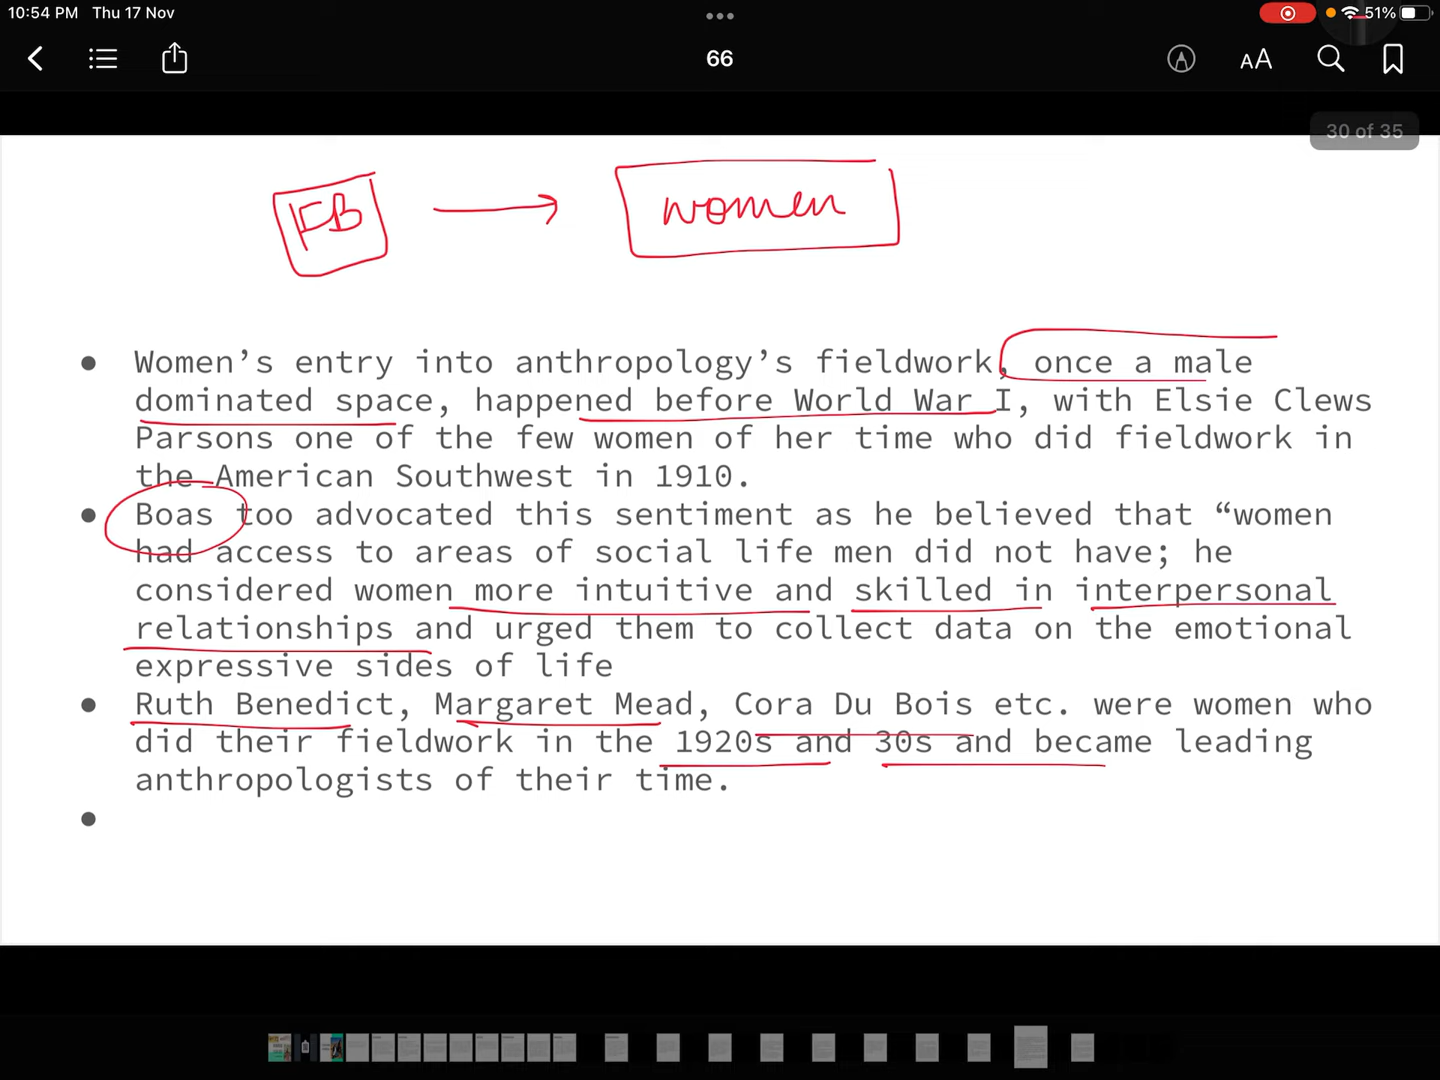 10:54 PM Thu 17 Nov
51%
66
AA
30 of 35
FB → women
● Women’s entry into anthropology’s fieldwork, once a male
dominated space, happened before World War I, with Elsie Clews
Parsons one of the few women of her time who did fieldwork in
the American Southwest in 1910.
● Boas too advocated this sentiment as he believed that “women
had access to areas of social life men did not have; he
considered women more intuitive and skilled in interpersonal
relationships and urged them to collect data on the emotional
expressive sides of life
● Ruth Benedict, Margaret Mead, Cora Du Bois etc. were women who
did their fieldwork in the 1920s and 30s and became leading
anthropologists of their time.
●